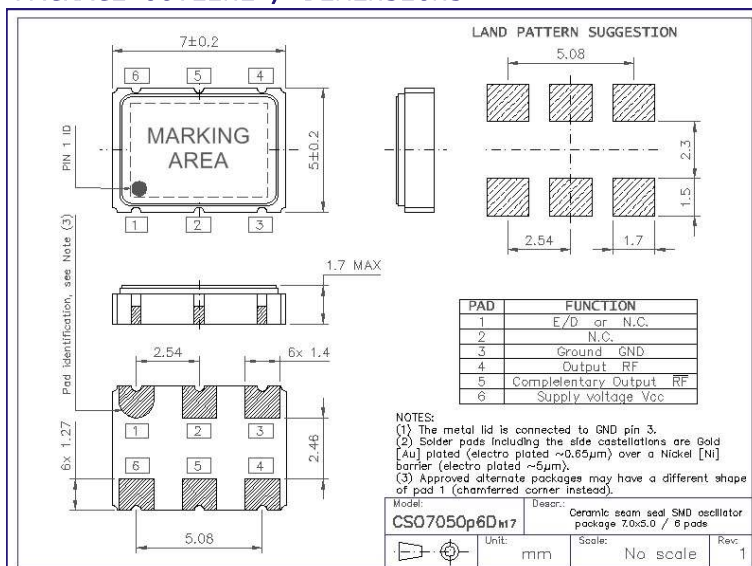 7±0.2
6
5
4
MARKING
AREA
PIN 1 ID
5±0.2
1
2
3
Pad identification, see Note (3)
1.7 MAX
2.54
6x 1.4
1
2
3
6
5
4
6x 1.27
2.46
5.08
LAND PATTERN SUGGESTION
5.08
2.3
1.5
2.54
1.7
PAD FUNCTION
1 E/D or N.C.
2 N.C.
3 Ground GND
4 Output RF
5 Complelentary Output R̅F̅
6 Supply voltage Vcc
NOTES:
(1) The metal lid is connected to GND pin 3.
(2) Solder pads including the side castellations are Gold
[Au] plated (electro plated ~0.65µm) over a Nickel [Ni]
barrier (electro plated ~5µm).
(3) Approved alternate packages may have a different shape
of pad 1 (chamferred corner instead).
Model:
CSO7050p6Dh17
Descr.:
Ceramic seam seal SMD oscillator
package 7.0x5.0 / 6 pads
Unit:
mm
Scale:
No scale
Rev:
1